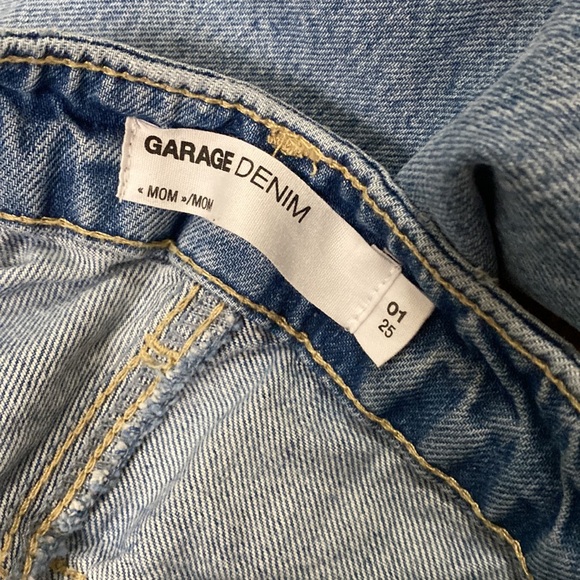 GARAGE DENIM
« MOM »/MOM
01
25